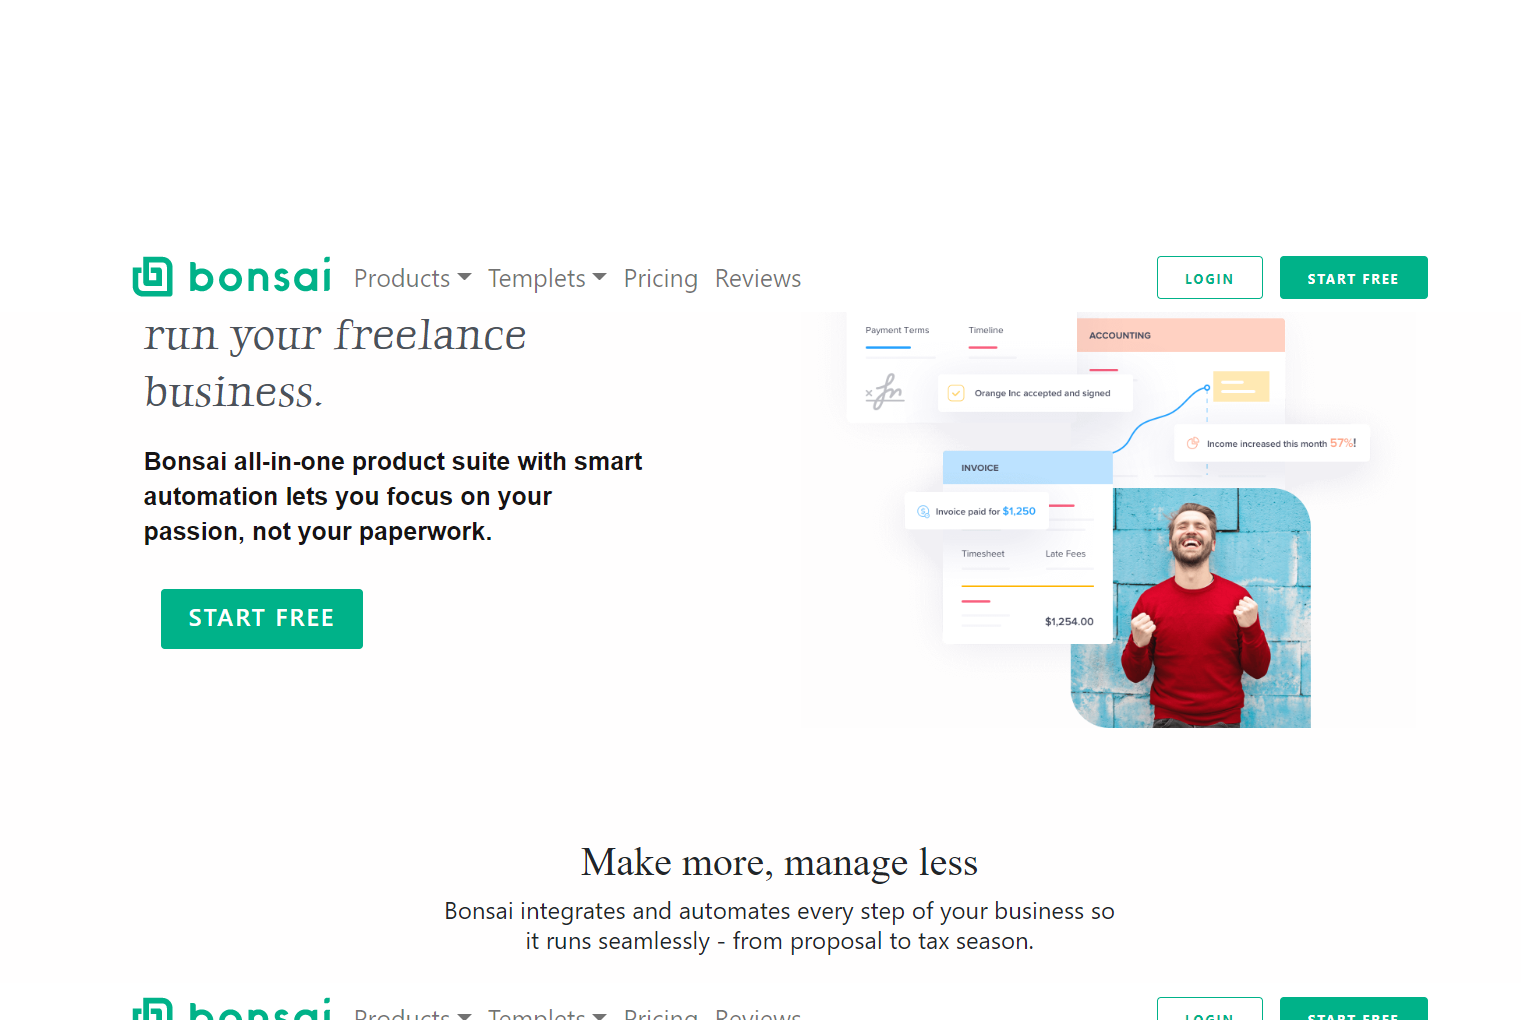 bonsai Products Templets Pricing Reviews LOGIN START FREE
run your freelance
business.
Bonsai all-in-one product suite with smart
automation lets you focus on your
passion, not your paperwork.
START FREE
Payment Terms Timeline
ACCOUNTING
Orange Inc accepted and signed
Income increased this month 57%!
INVOICE
Invoice paid for $1,250
Timesheet Late Fees
$1,254.00
Make more, manage less
Bonsai integrates and automates every step of your business so
it runs seamlessly - from proposal to tax season.
bonsai Products Templets Pricing Reviews LOGIN START FREE